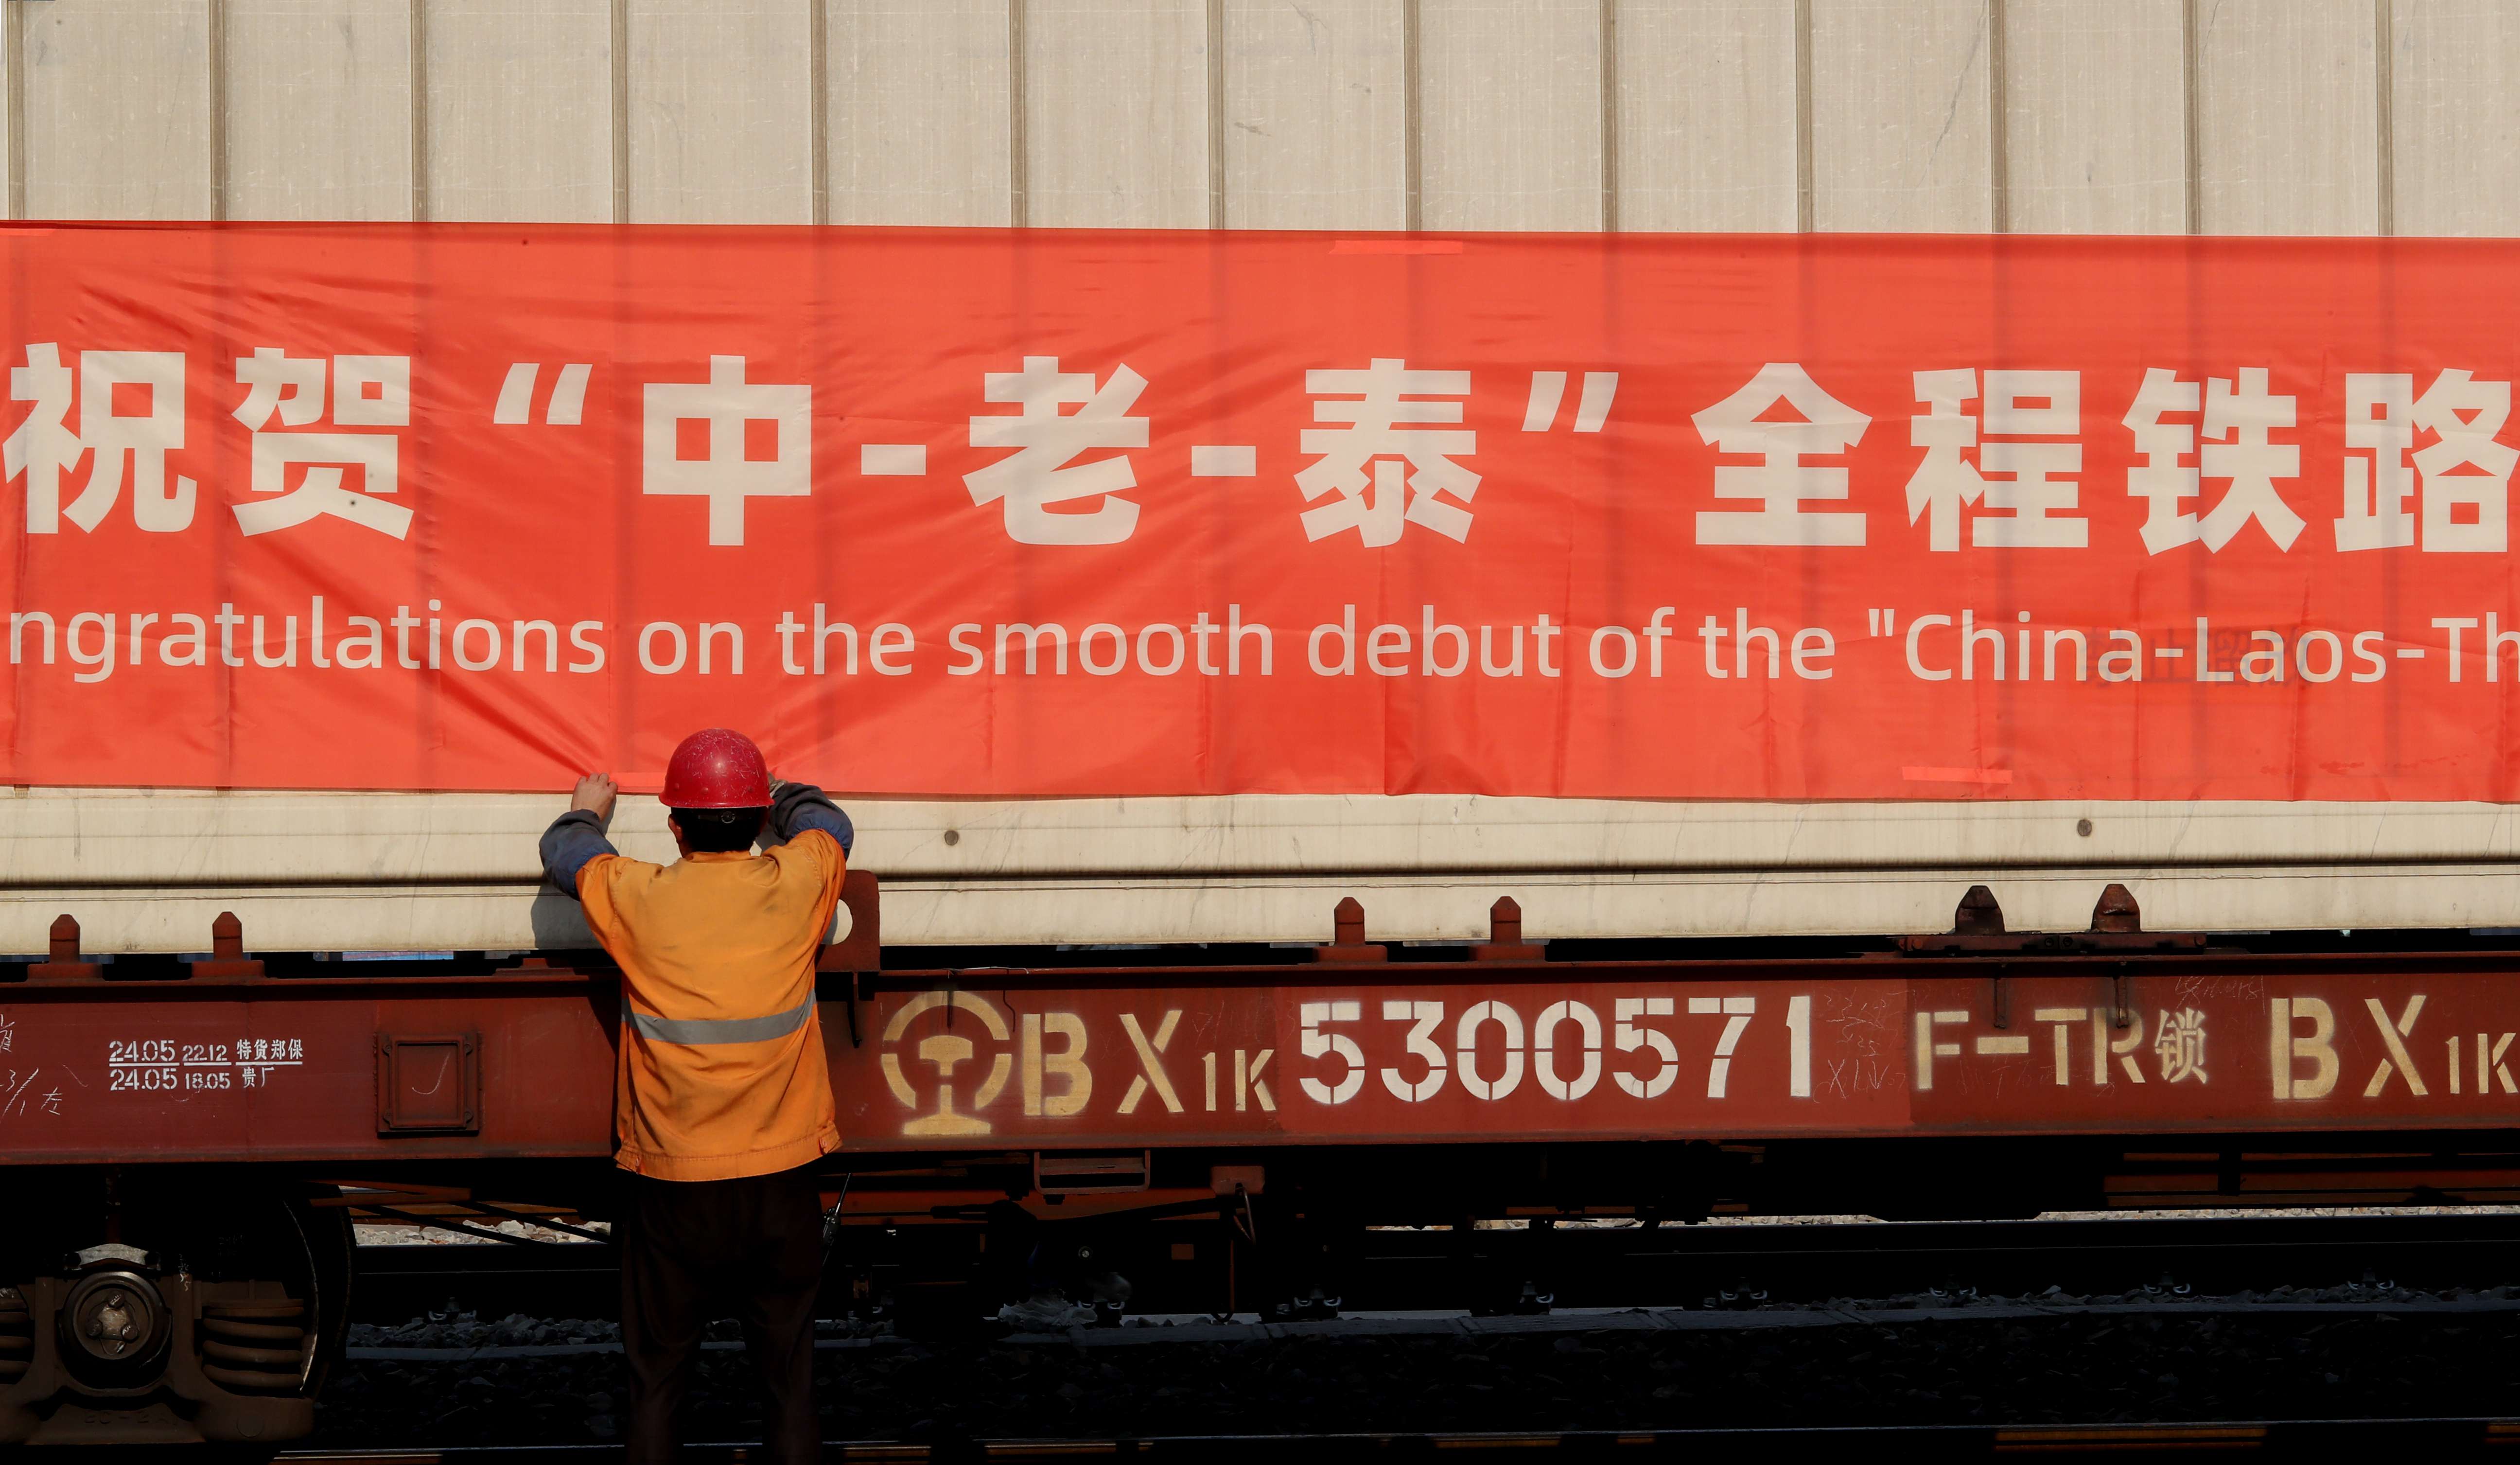 祝贺“中-老-泰”全程铁路
ngratulations on the smooth debut of the "China-Laos-Th
24.05 22.12 特货郑保
24.05 18.05 贵厂
BX1K 5300571 F-TR锁 BX1K